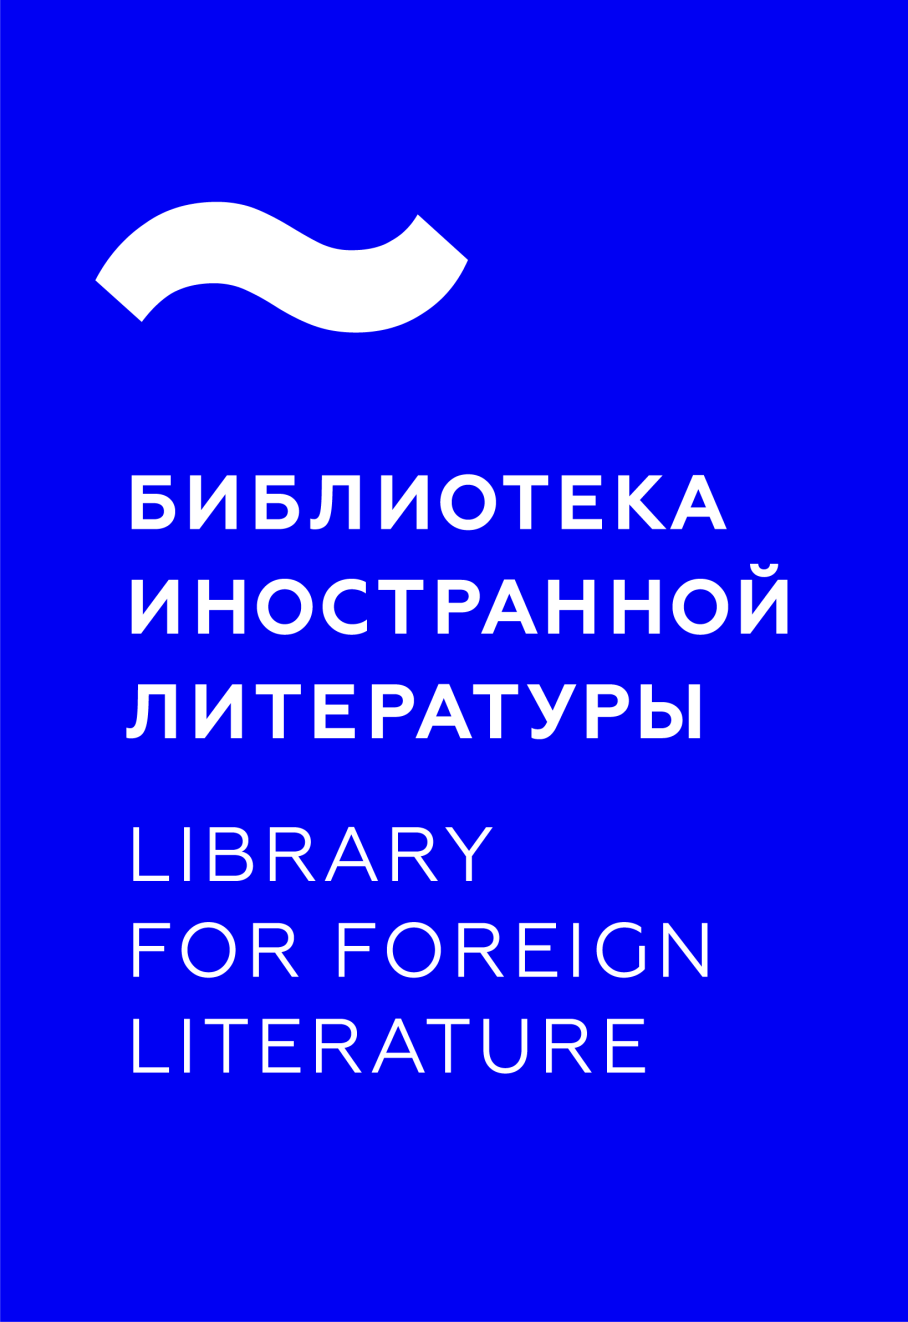 БИБЛИОТЕКА
ИНОСТРАННОЙ
ЛИТЕРАТУРЫ
LIBRARY
FOR FOREIGN
LITERATURE